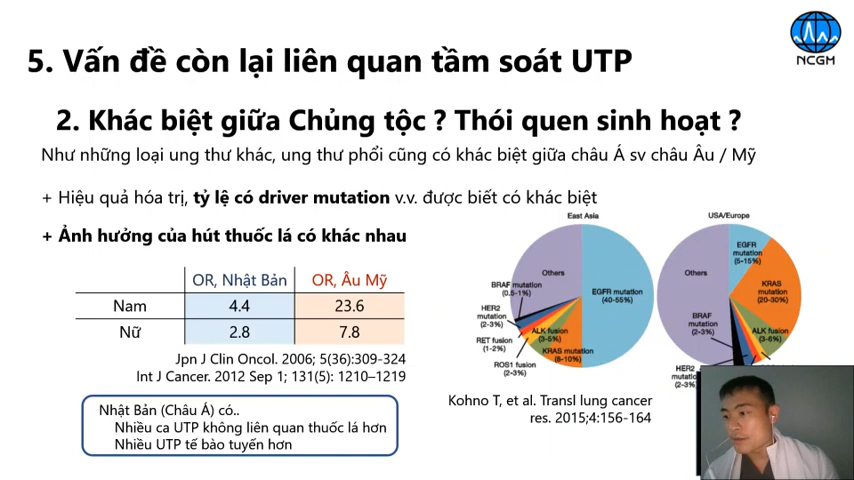 NCGM
5. Vấn đề còn lại liên quan tầm soát UTP
2. Khác biệt giữa Chủng tộc ? Thói quen sinh hoạt ?
Như những loại ung thư khác, ung thư phổi cũng có khác biệt giữa châu Á sv châu Âu / Mỹ
+ Hiệu quả hóa trị, tỷ lệ có driver mutation v.v. được biết có khác biệt
+ Ảnh hưởng của hút thuốc lá có khác nhau
OR, Nhật Bản OR, Âu Mỹ
Nam 4.4 23.6
Nữ 2.8 7.8
Jpn J Clin Oncol. 2006; 5(36):309-324
Int J Cancer. 2012 Sep 1; 131(5): 1210–1219
Nhật Bản (Châu Á) có..
Nhiều ca UTP không liên quan thuốc lá hơn
Nhiều UTP tế bào tuyến hơn
East Asia
Others
EGFR mutation
(40-55%)
BRAF mutation
(0.5-1%)
HER2
(2-3%)
RET fusion
(1-2%)
ROS1 fusion
(2-3%)
ALK fusion
(3-5%)
KRAS mutation
(8-10%)
USA/Europe
Others
EGFR
mutation
(5-15%)
KRAS
mutation
(20-30%)
ALK fusion
(3-6%)
BRAF
mutation
(2-3%)
HER2
mutation
(2-3%)
Kohno T, et al. Transl lung cancer
res. 2015;4:156-164